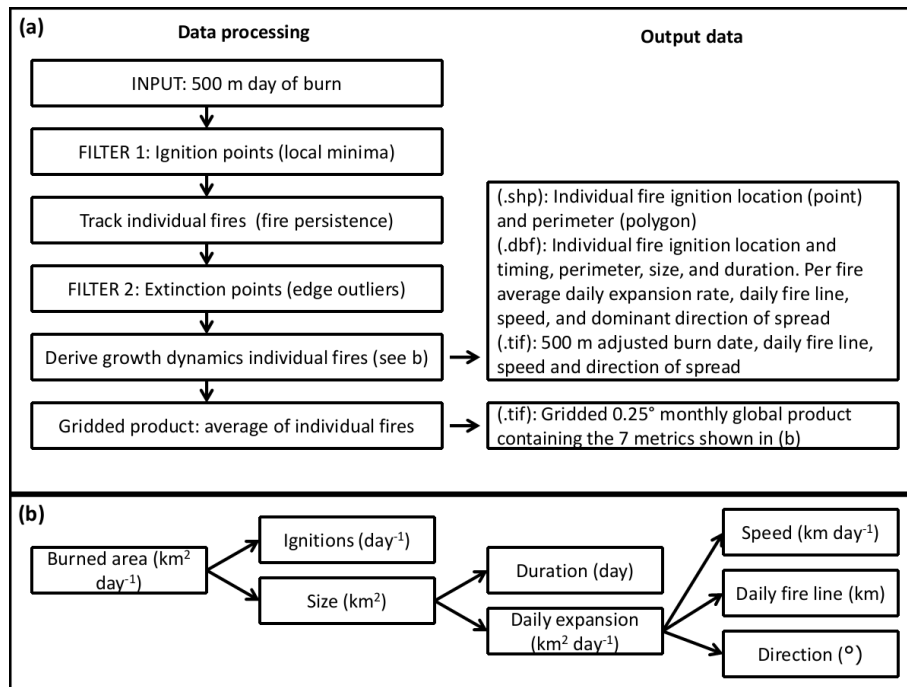 (a)
Data processing
Output data
INPUT: 500 m day of burn
FILTER 1: Ignition points (local minima)
Track individual fires  (fire persistence)
FILTER 2: Extinction points (edge outliers)
Derive growth dynamics individual fires (see b)
Gridded product: average of individual fires
(.shp): Individual fire ignition location (point)
and perimeter (polygon)
(.dbf): Individual fire ignition location and
timing, perimeter, size, and duration. Per fire
average daily expansion rate, daily fire line,
speed, and dominant direction of spread
(.tif): 500 m adjusted burn date, daily fire line,
speed and direction of spread
(.tif): Gridded 0.25° monthly global product
containing the 7 metrics shown in (b)
(b)
Burned area (km²
day⁻¹)
Ignitions (day⁻¹)
Size (km²)
Duration (day)
Daily expansion
(km² day⁻¹)
Speed (km day⁻¹)
Daily fire line (km)
Direction (°)